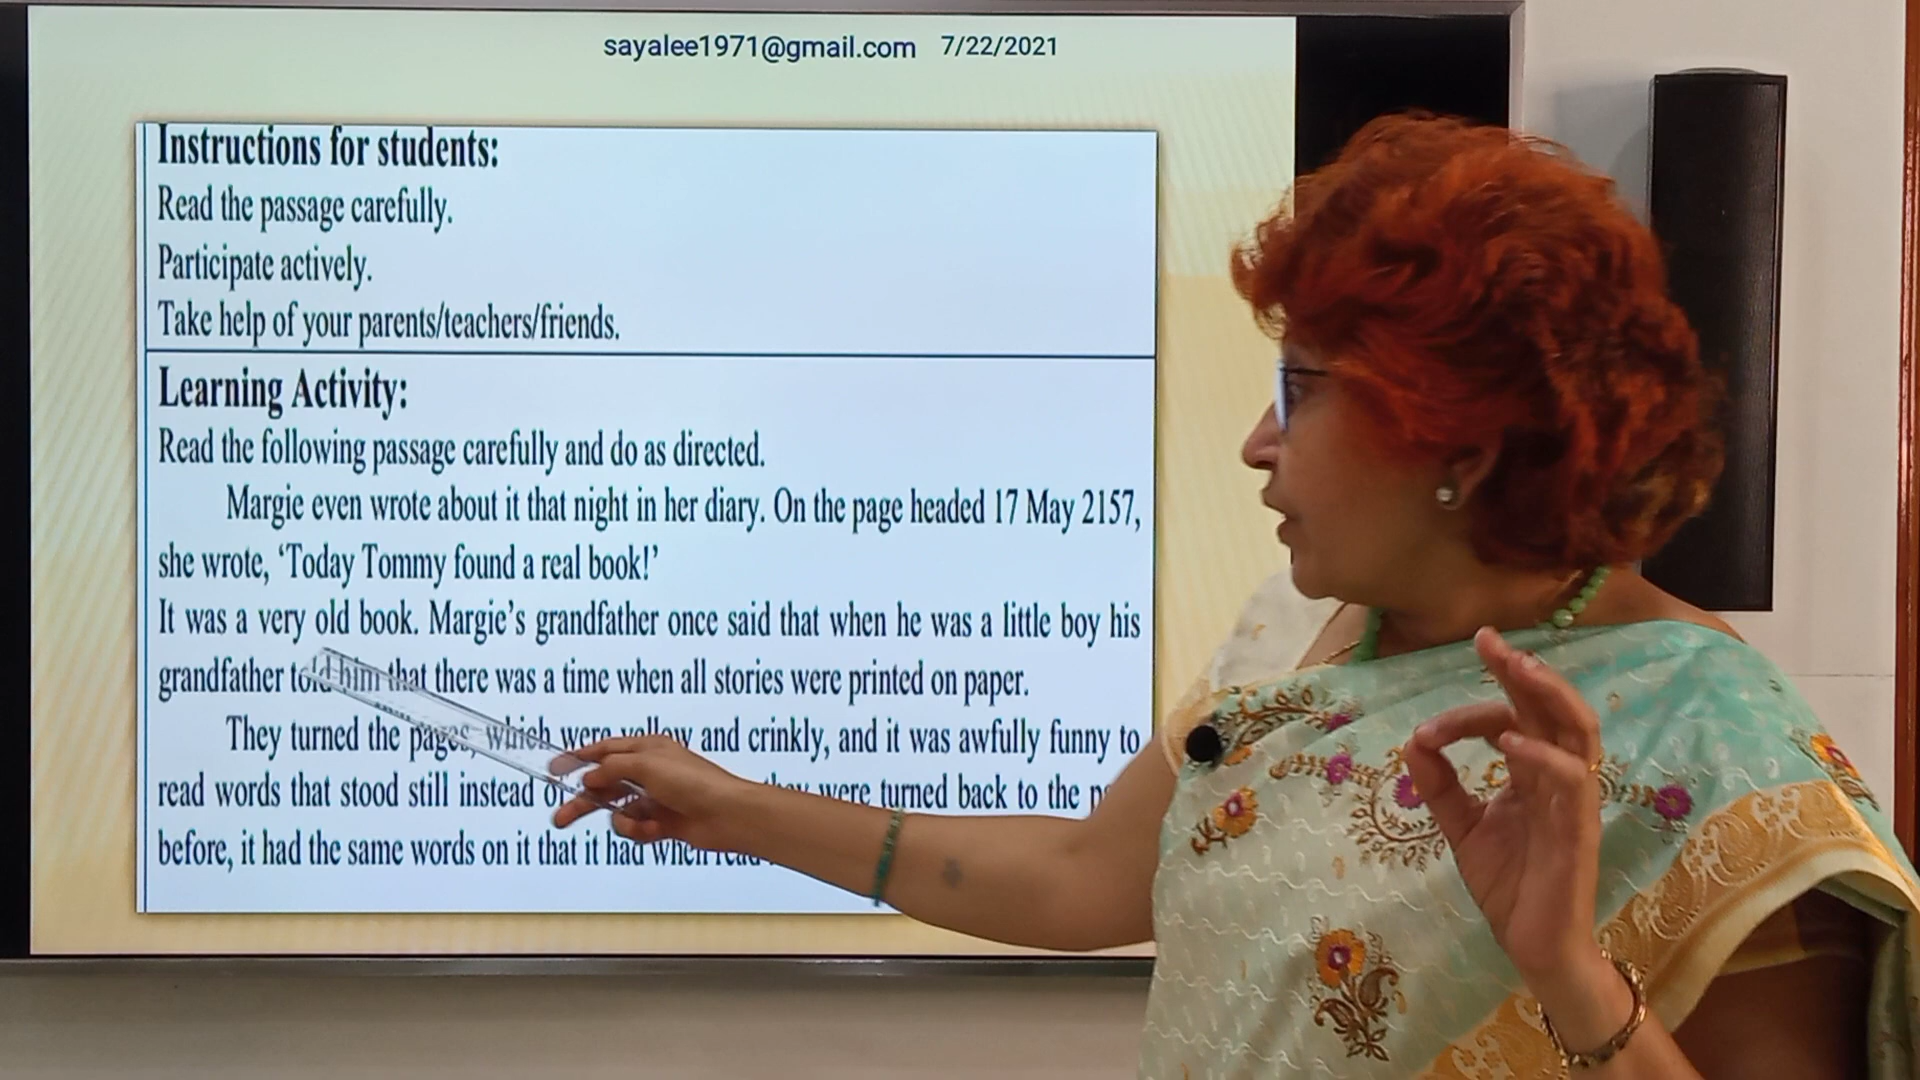 sayalee1971@gmail.com 7/22/2021
Instructions for students:
Read the passage carefully.
Participate actively.
Take help of your parents/teachers/friends.
Learning Activity:
Read the following passage carefully and do as directed.
Margie even wrote about it that night in her diary. On the page headed 17 May 2157,
she wrote, ‘Today Tommy found a real book!’
It was a very old book. Margie’s grandfather once said that when he was a little boy his
grandfather told him that there was a time when all stories were printed on paper.
They turned the pages, which were yellow and crinkly, and it was awfully funny to
read words that stood still instead they were turned back to the
before, it had the same words on it that it had when read